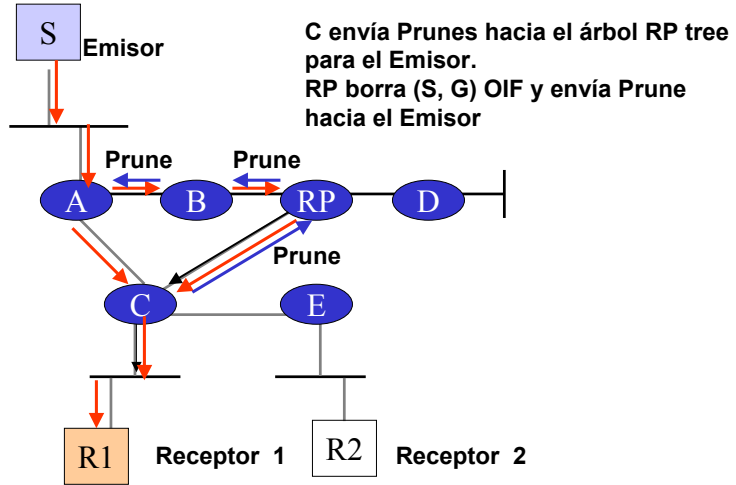 S
Emisor
C envía Prunes hacia el árbol RP tree
para el Emisor.
RP borra (S, G) OIF y envía Prune
hacia el Emisor
Prune
Prune
A
B
RP
D
Prune
C
E
R1
Receptor 1
R2
Receptor 2